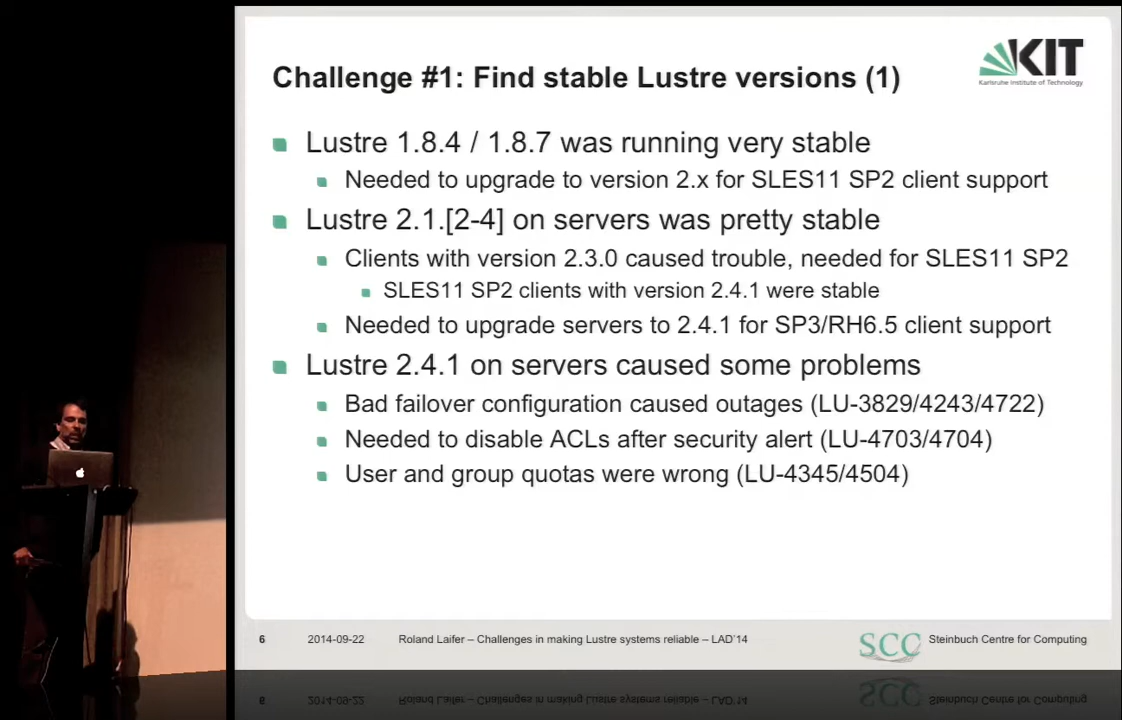 KIT
Karlsruhe Institute of Technology
Challenge #1: Find stable Lustre versions (1)
Lustre 1.8.4 / 1.8.7 was running very stable
Needed to upgrade to version 2.x for SLES11 SP2 client support
Lustre 2.1.[2-4] on servers was pretty stable
Clients with version 2.3.0 caused trouble, needed for SLES11 SP2
SLES11 SP2 clients with version 2.4.1 were stable
Needed to upgrade servers to 2.4.1 for SP3/RH6.5 client support
Lustre 2.4.1 on servers caused some problems
Bad failover configuration caused outages (LU-3829/4243/4722)
Needed to disable ACLs after security alert (LU-4703/4704)
User and group quotas were wrong (LU-4345/4504)
6 2014-09-22 Roland Laifer – Challenges in making Lustre systems reliable – LAD'14 SCC Steinbuch Centre for Computing